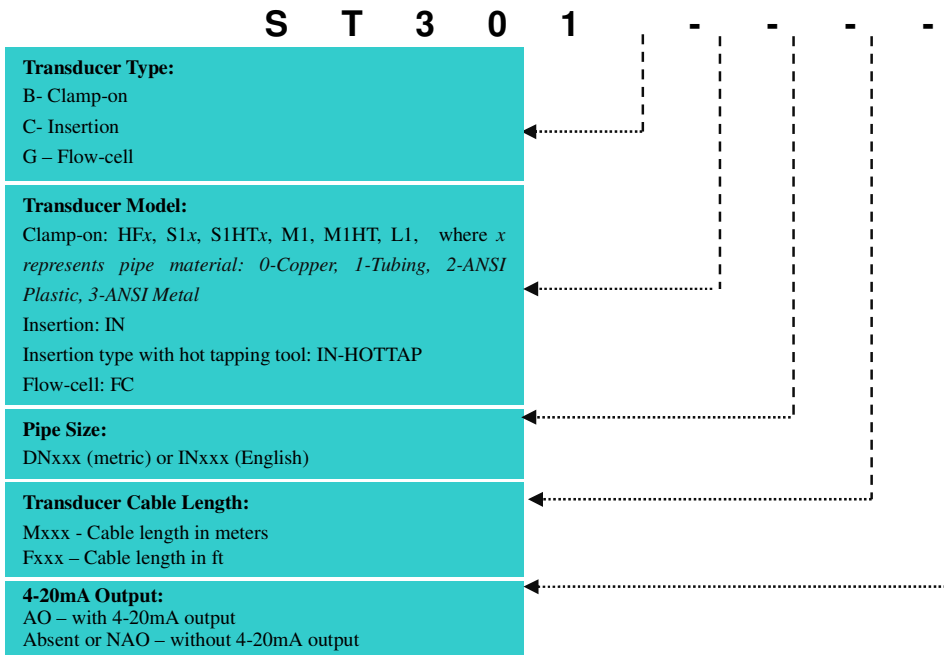 S T 3 0 1 - - - -
Transducer Type:
B- Clamp-on
C- Insertion
G – Flow-cell
Transducer Model:
Clamp-on: HFx, S1x, S1HTx, M1, M1HT, L1, where x
represents pipe material: 0-Copper, 1-Tubing, 2-ANSI
Plastic, 3-ANSI Metal
Insertion: IN
Insertion type with hot tapping tool: IN-HOTTAP
Flow-cell: FC
Pipe Size:
DNxxx (metric) or INxxx (English)
Transducer Cable Length:
Mxxx - Cable length in meters
Fxxx – Cable length in ft
4-20mA Output:
AO – with 4-20mA output
Absent or NAO – without 4-20mA output